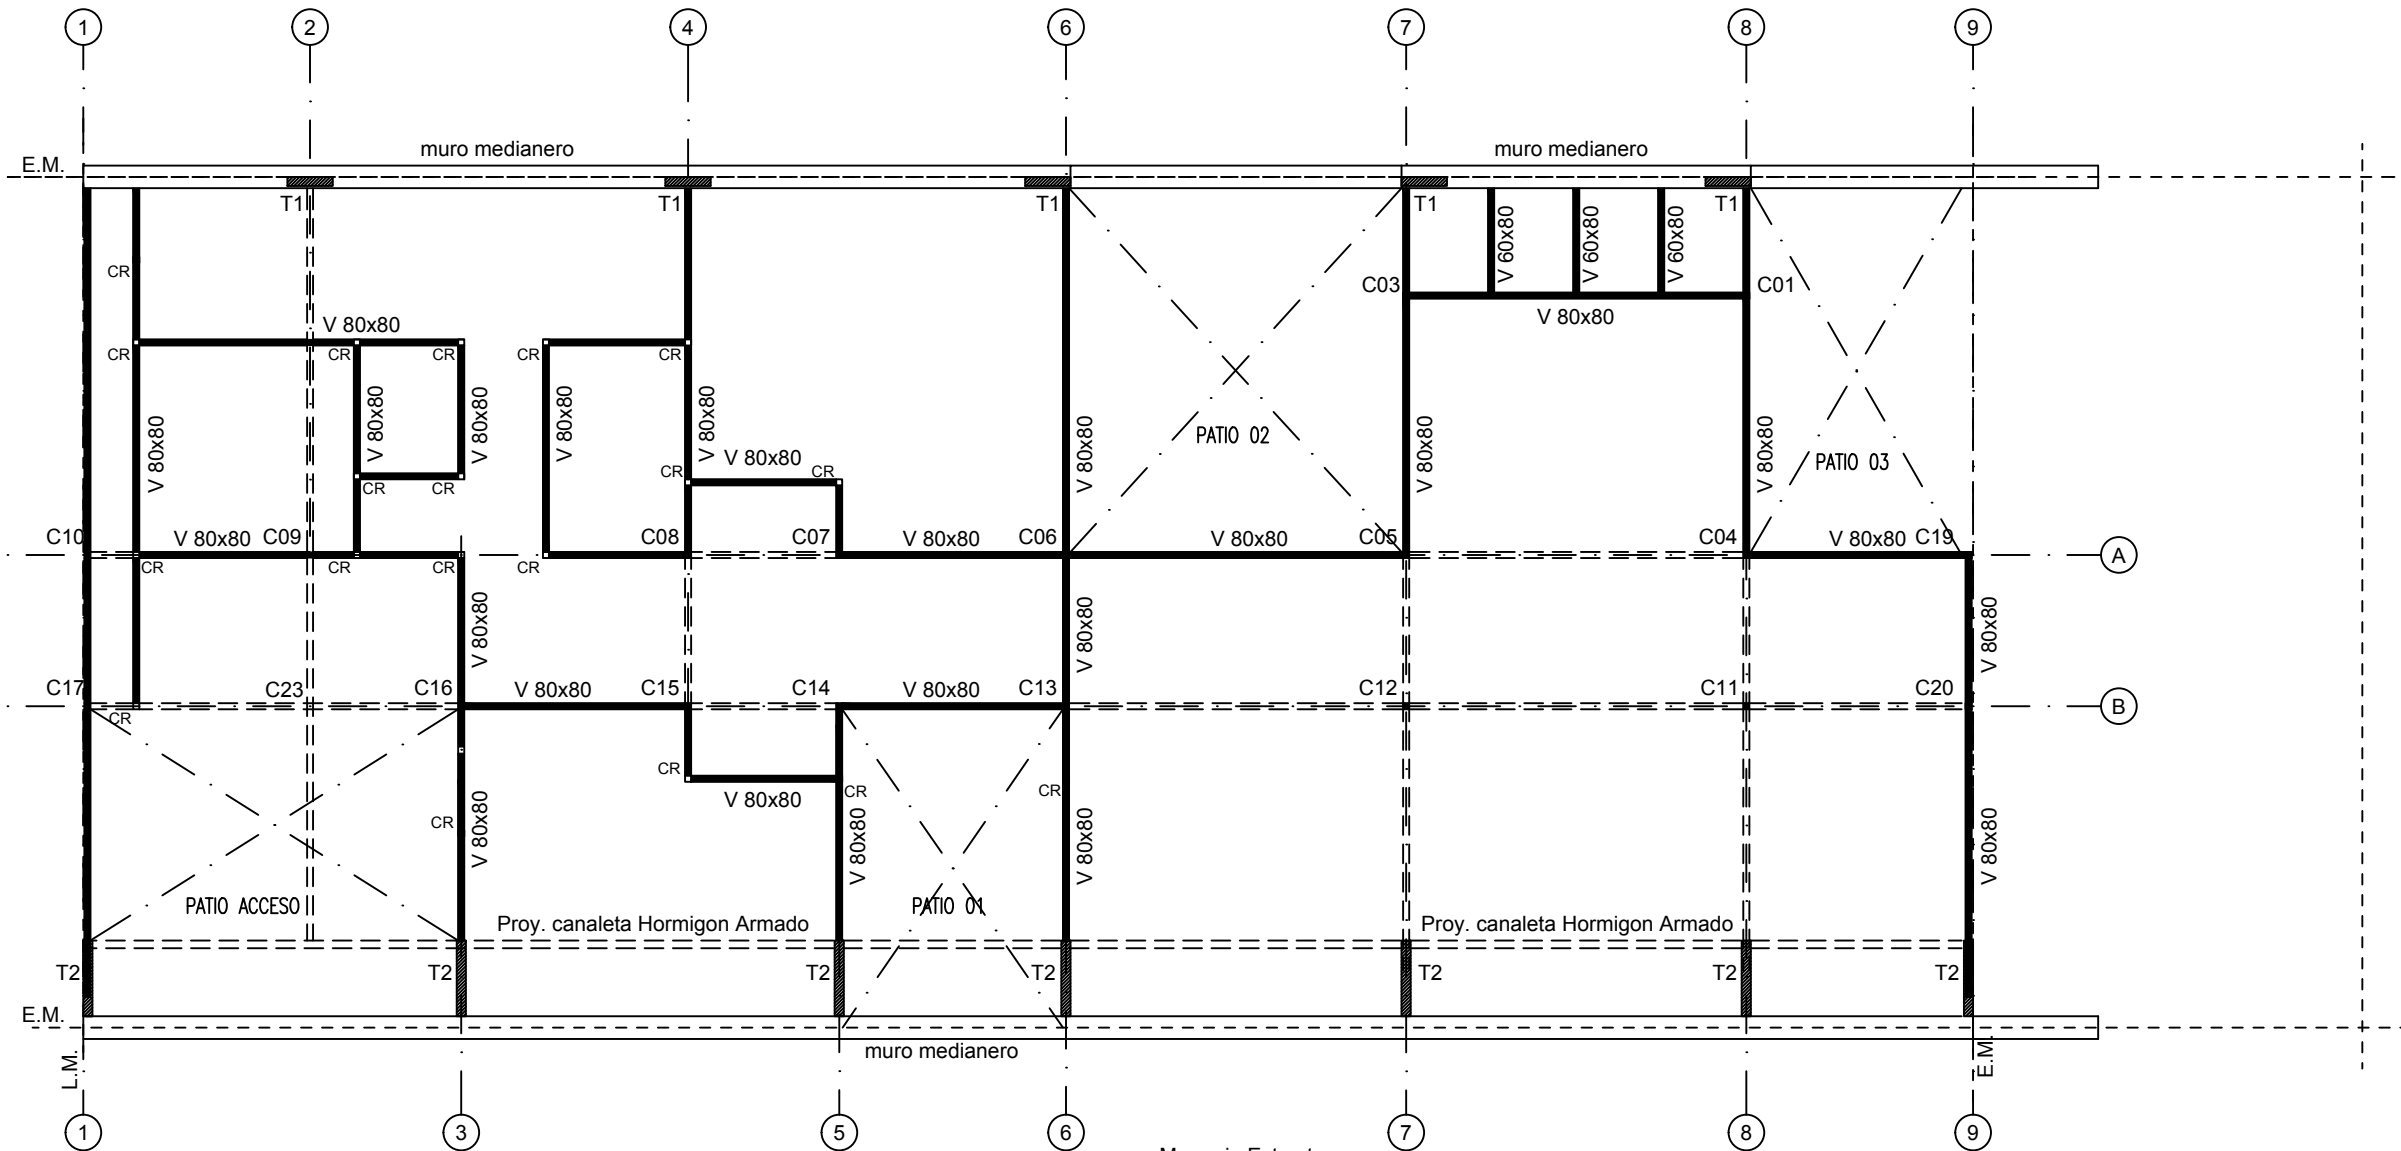 1
2
4
6
7
8
9
muro medianero
muro medianero
E.M.
T1
T1
T1
T1
T1
V 60x80
V 60x80
V 60x80
CR
C03
C01
V 80x80
V 80x80
CR
CR
CR
CR
CR
V 80x80
V 80x80
V 80x80
V 80x80
V 80x80
V 80x80
V 80x80
V 80x80
PATIO 02
V 80x80
PATIO 03
CR
CR
CR
CR
V 80x80
C10
V 80x80
C09
C08
C07
V 80x80
C06
V 80x80
C05
C04
V 80x80
C19
A
CR
CR
CR
CR
V 80x80
V 80x80
V 80x80
C17
C23
C16
V 80x80
C15
C14
V 80x80
C13
C12
C11
C20
B
CR
CR
V 80x80
CR
CR
CR
V 80x80
V 80x80
V 80x80
V 80x80
PATIO ACCESO
PATIO 01
Proy. canaleta Hormigon Armado
Proy. canaleta Hormigon Armado
T2
T2
T2
T2
T2
T2
T2
E.M.
muro medianero
L.M.
E.M.
1
3
5
6
7
8
9